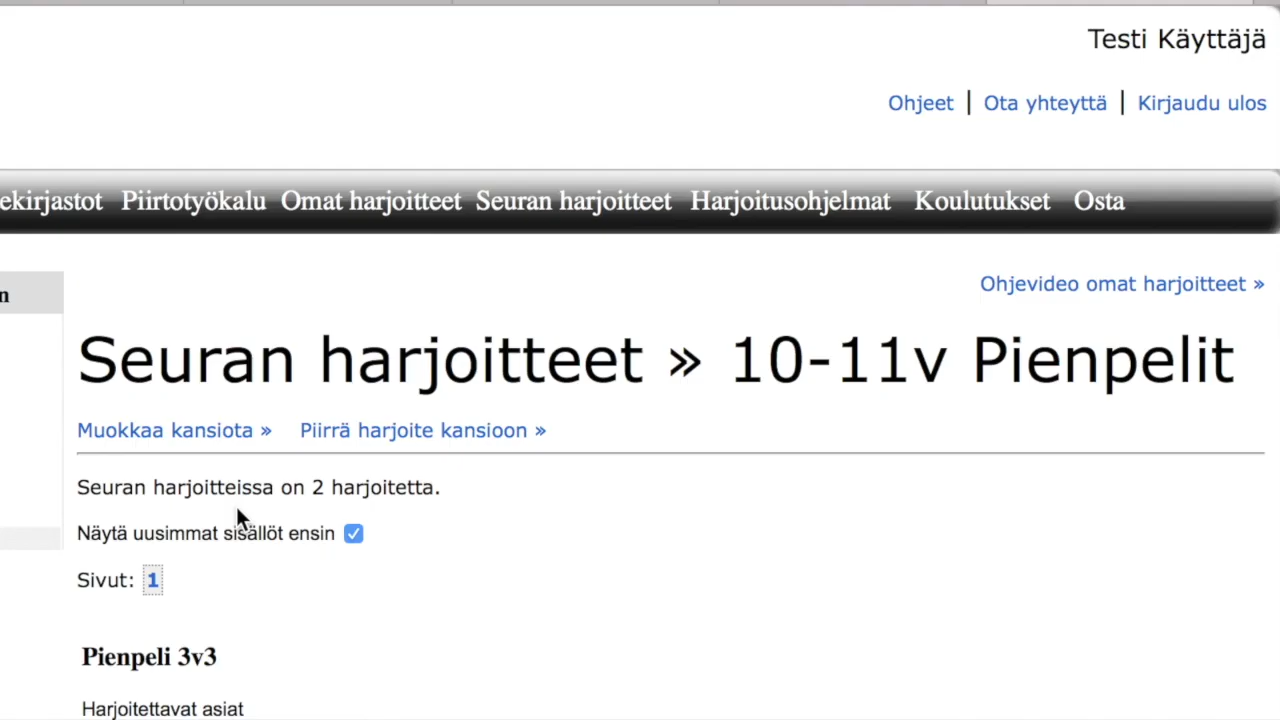 Testi Käyttäjä
Ohjeet | Ota yhteyttä | Kirjaudu ulos
Piirtotyökalu Omat harjoitteet Seuran harjoitteet Harjoitusohjelmat Koulutukset Osta
Ohjevideo omat harjoitteet »
Seuran harjoitteet » 10-11v Pienpelit
Muokkaa kansiota » Piirrä harjoite kansioon »
Seuran harjoitteissa on 2 harjoitetta.
Näytä uusimmat sisällöt ensin
Sivut: 1
Pienpeli 3v3
Harjoitettavat asiat